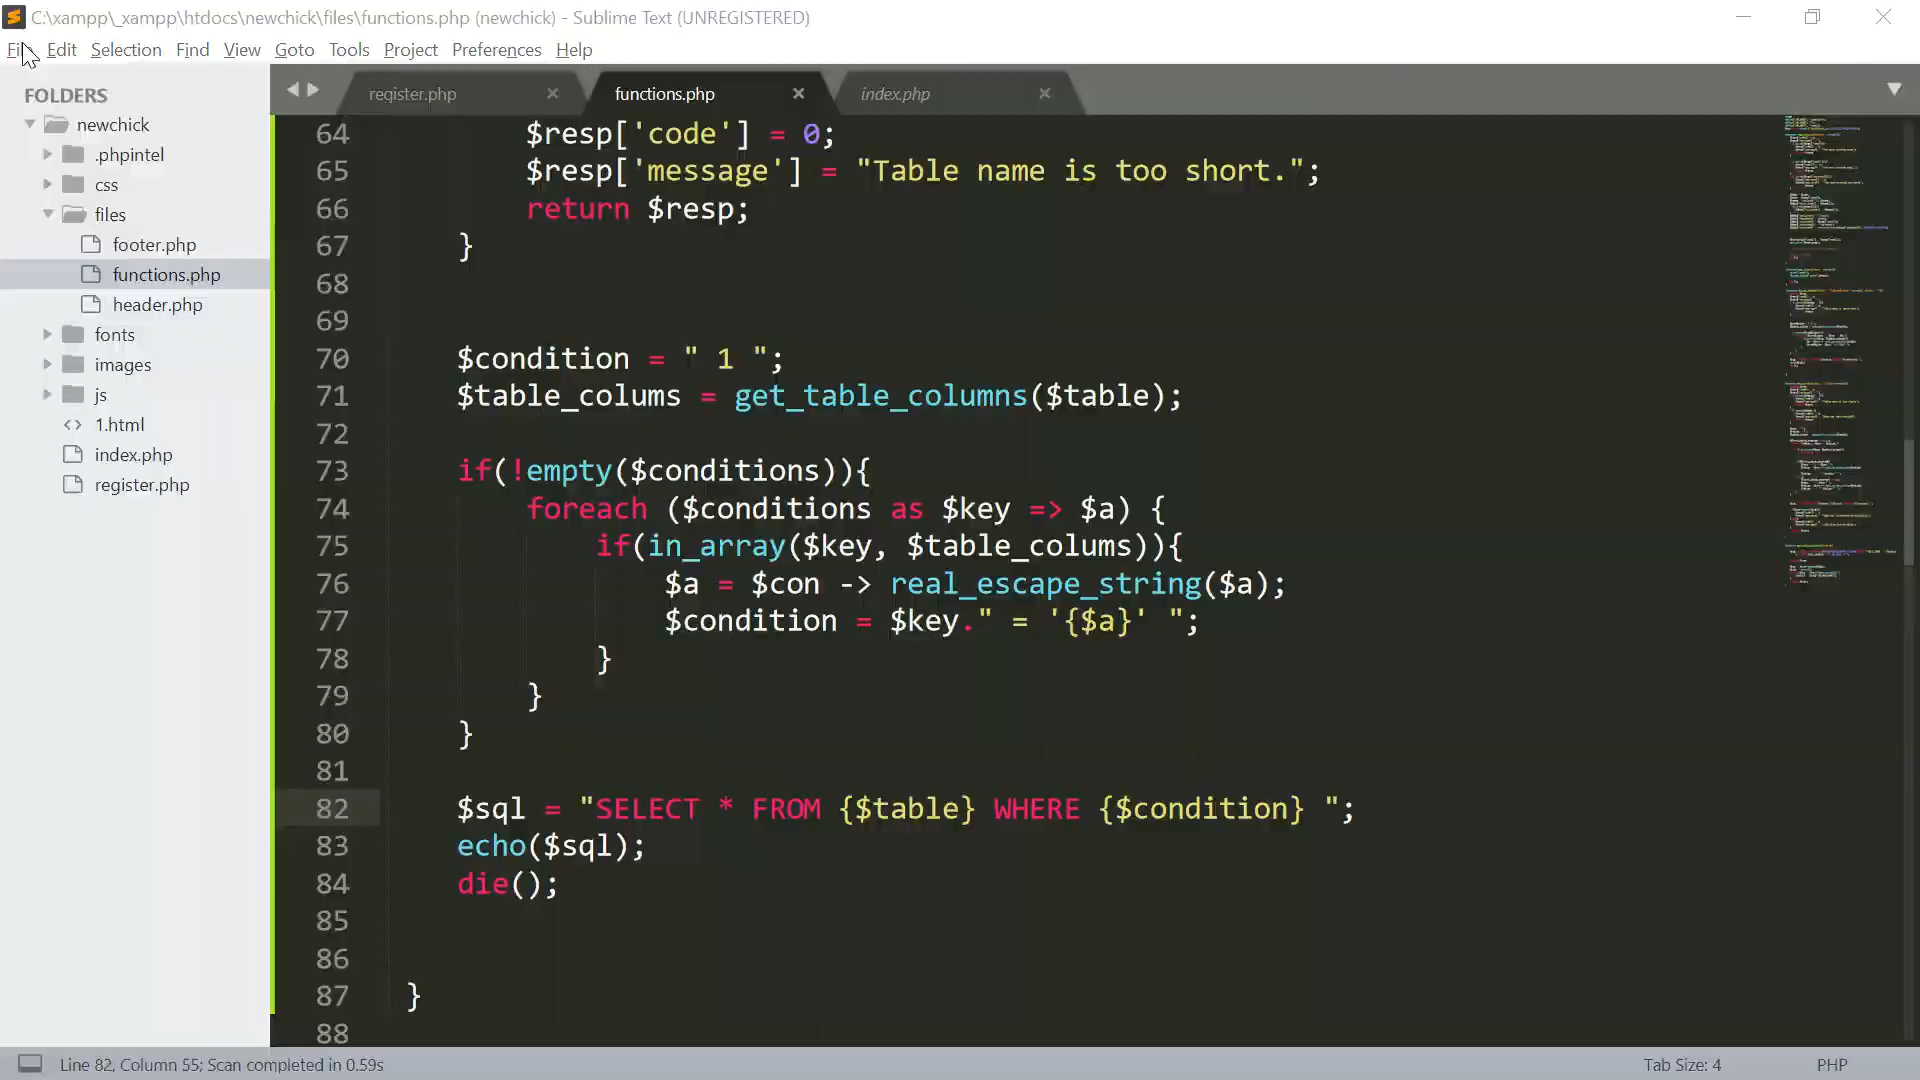 C:\xampp\_xampp\htdocs\newchick\files\functions.php (newchick) - Sublime Text (UNREGISTERED)
File Edit Selection Find View Goto Tools Project Preferences Help
FOLDERS
newchick
.phpintel
css
files
footer.php
functions.php
header.php
fonts
images
js
1.html
index.php
register.php
register.php functions.php index.php
64 $resp['code'] = 0;
65 $resp['message'] = "Table name is too short.";
66 return $resp;
67 }
68
69
70 $condition = " 1 ";
71 $table_colums = get_table_columns($table);
72
73 if(!empty($conditions)){
74 foreach ($conditions as $key => $a) {
75 if(in_array($key, $table_colums)){
76 $a = $con -> real_escape_string($a);
77 $condition = $key." = '{$a}' ";
78 }
79 }
80 }
81
82 $sql = "SELECT * FROM {$table} WHERE {$condition} ";
83 echo($sql);
84 die();
85
86
87 }
88
Line 82, Column 55; Scan completed in 0.59s
Tab Size: 4
PHP